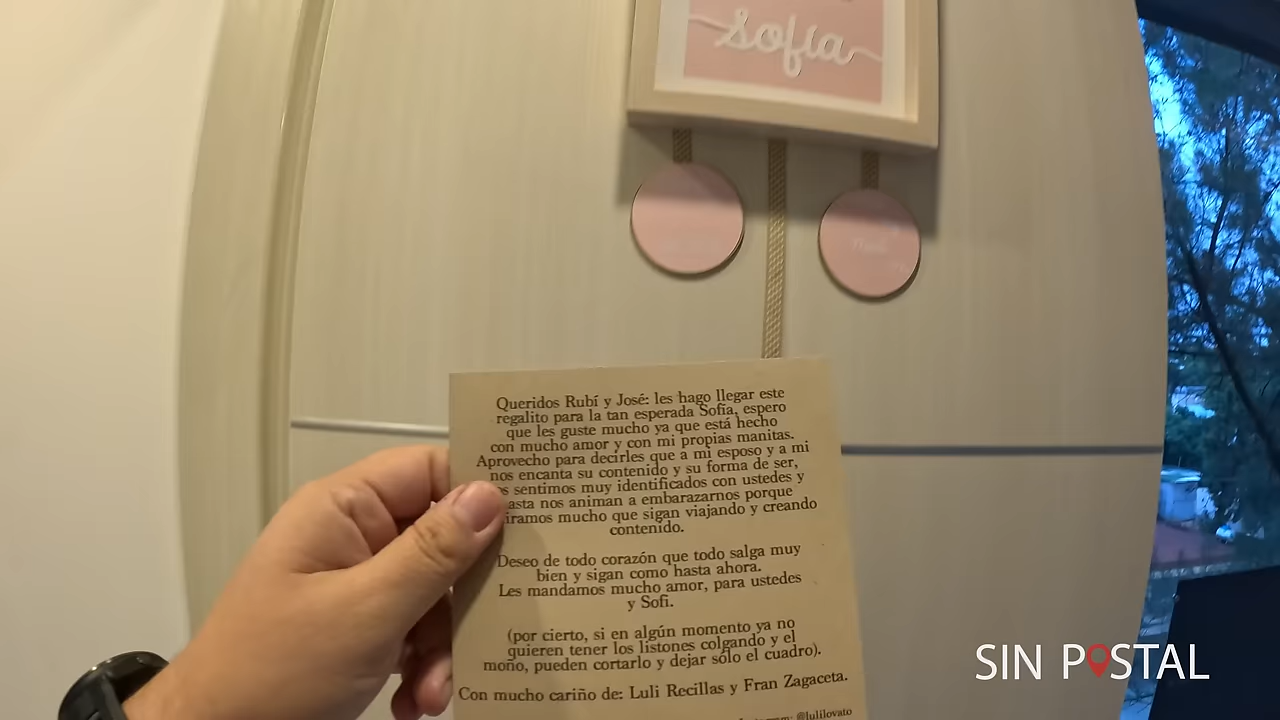 sofía
Queridos Rubí y José: les hago llegar este
regalito para la tan esperada Sofía, espero
que les guste mucho ya que está hecho
con mucho amor y con mi propias manitas.
Aprovecho para decirles que a mi esposo y a mi
nos encanta su contenido y su forma de ser,
sentimos muy identificados con ustedes y
nos animan a embarazarnos porque
mucho que sigan viajando y creando
contenido.
Deseo de todo corazón que todo salga muy
bien y sigan como hasta ahora.
Les mandamos mucho amor, para ustedes
y Sofi.
(por cierto, si en algún momento ya no
quieren tener los listones colgando y el
moño, pueden cortarlo y dejar sólo el cuadro).
Con mucho cariño de: Luli Recillas y Fran Zagaceta.
@lulilovato
SIN POSTAL